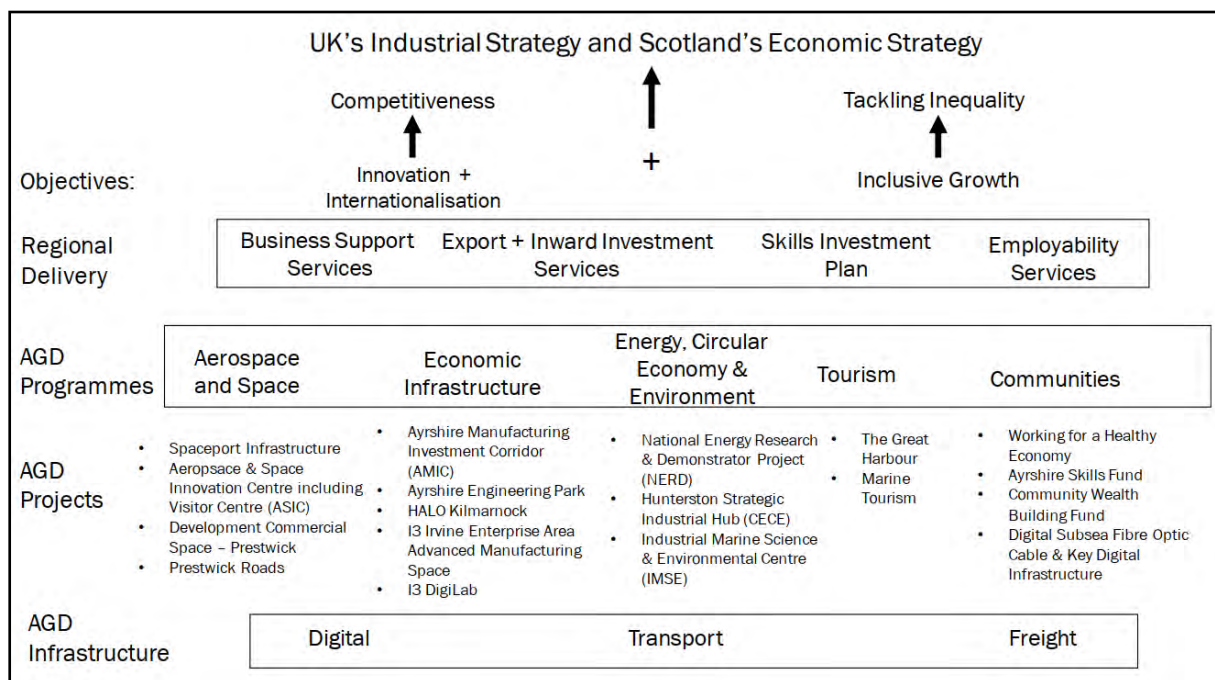 UK's Industrial Strategy and Scotland's Economic Strategy
Competitiveness
Tackling Inequality
+
Objectives:
Innovation +
Internationalisation
Inclusive Growth
Regional
Delivery
Business Support
Services
Export + Inward Investment
Services
Skills Investment
Plan
Employability
Services
AGD
Programmes
Aerospace
and Space
Economic
Infrastructure
Energy, Circular
Economy &
Environment
Tourism
Communities
AGD
Projects
• Spaceport Infrastructure
• Aeropsace & Space
Innovation Centre including
Visitor Centre (ASIC)
• Development Commercial
Space – Prestwick
• Prestwick Roads
• Ayrshire Manufacturing
Investment Corridor
(AMIC)
• Ayrshire Engineering Park
• HALO Kilmarnock
• I3 Irvine Enterprise Area
Advanced Manufacturing
Space
• I3 DigiLab
• National Energy Research
& Demonstrator Project
(NERD)
• Hunterston Strategic
Industrial Hub (CECE)
• Industrial Marine Science
& Environmental Centre
(IMSE)
• The Great
Harbour
• Marine
Tourism
• Working for a Healthy
Economy
• Ayrshire Skills Fund
• Community Wealth
Building Fund
• Digital Subsea Fibre Optic
Cable & Key Digital
Infrastructure
AGD
Infrastructure
Digital
Transport
Freight